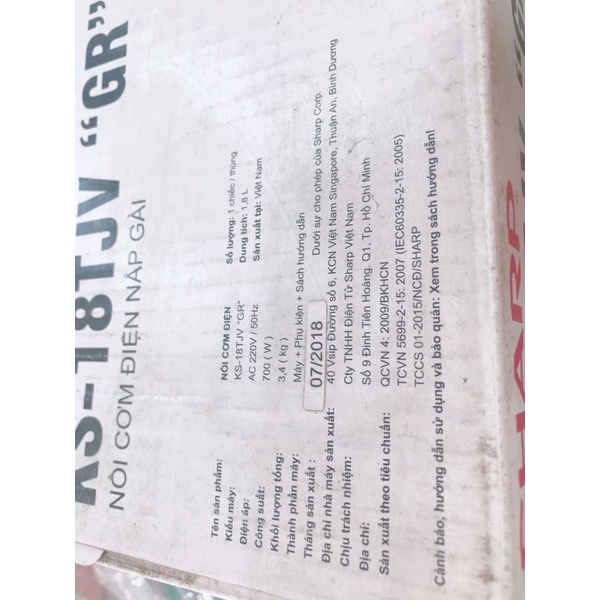 KS-18TJV “GR”
NỒI CƠM ĐIỆN NẮP GÀI
Tên sản phẩm: NỒI CƠM ĐIỆN Số lượng: 1 chiếc / thùng
Kiểu máy: KS-18TJV "GR" Dung tích: 1,8 L
Điện áp: AC 220V / 50Hz Sản xuất tại: Việt Nam
Công suất: 700 ( W )
Khối lượng tổng: 3,4 ( kg )
Thành phần máy: Máy + Phụ kiện + Sách hướng dẫn
Tháng sản xuất : 07/2018 Dưới sự cho phép của Sharp Corp.
Địa chỉ nhà máy sản xuất: 40 Vsip Đường số 6, KCN Việt Nam Singapore, Thuận An, Bình Dương
Chịu trách nhiệm: Cty TNHH Điện Tử Sharp Việt Nam
Địa chỉ: Số 9 Đinh Tiên Hoàng. Q1, Tp. Hồ Chí Minh
Sản xuất theo tiêu chuẩn: QCVN 4: 2009/BKHCN
TCVN 5699-2-15: 2007 (IEC60335-2-15: 2005)
TCCS 01-2015/NCĐ/SHARP
Cảnh báo, hướng dẫn sử dụng và bảo quản: Xem trong sách hướng dẫn!
SHARP